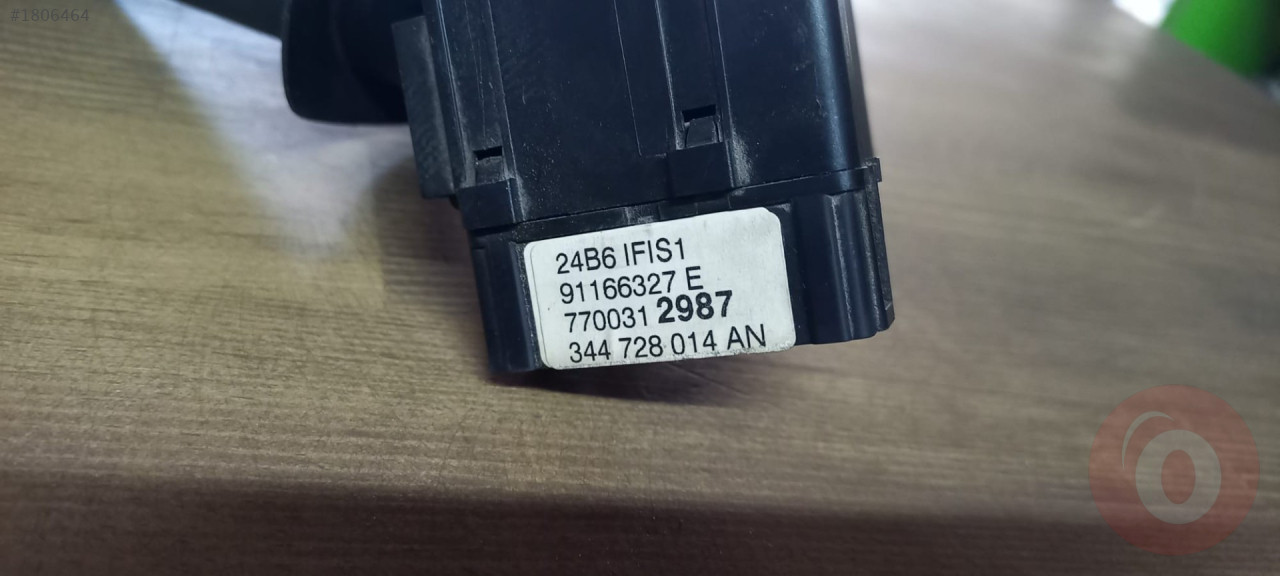 #1806464
24B6 IFIS1
91166327 E
770031 2987
344 728 014 AN